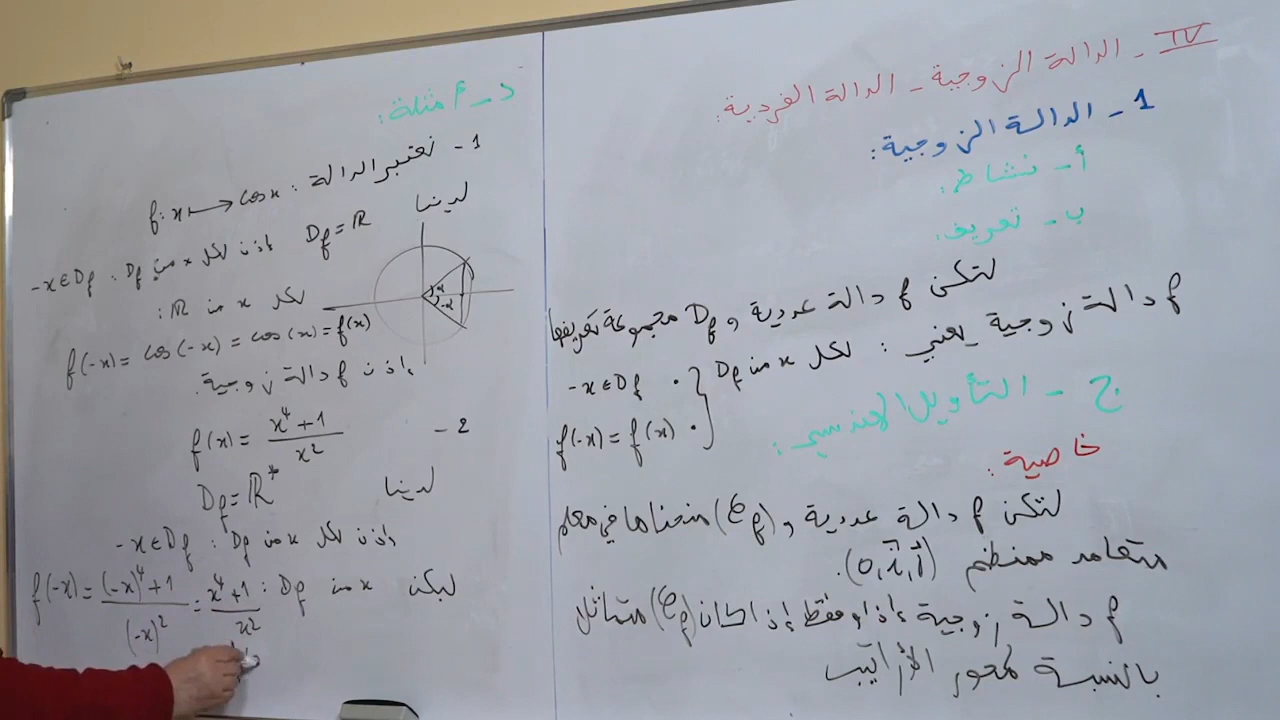 IV - الدالة الزوجية - الدالة الفردية:
1 - الدالة الزوجية:
أ - نشاط:
ب - تعريف:
لتكن f دالة عددية و Df مجموعة تعريفها
f دالة زوجية يعني: لكل x من Df
• -x∈Df
• f(-x) = f(x)
ج - التأويل الهندسي:
خاصية:
لتكن f دالة عددية و (Cf) منحناها في معلم
متعامد ممنظم (O, i, j).
f دالة زوجية إذا وفقط إذا كان (Cf) متماثل
بالنسبة لمحور الأراتيب
د - أمثلة:
1 - نعتبر الدالة: f: x ⟼ cos x
لدينا Df = ℝ إذن لكل x من Df: -x∈Df
لكل x من ℝ:
α
-α
f(-x) = cos(-x) = cos(x) = f(x)
إذن f دالة زوجية.
2 - f(x) = (x⁴+1)/x²
لدينا Df = ℝ*
إذن لكل x من Df: -x∈Df
ليكن x من Df: f(-x) = ((-x)⁴+1)/(-x)² = (x⁴+1)/x²